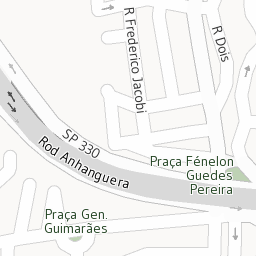 R Frederico Jacobi
R Dois
SP 330
Rod Anhanguera
Praça Fénelon
Guedes
Pereira
Praça Gen.
Guimarães